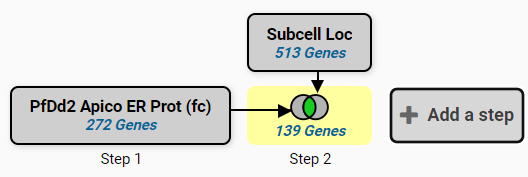 Subcell Loc
513 Genes
PfDd2 Apico ER Prot (fc)
272 Genes
139 Genes
Add a step
Step 1
Step 2